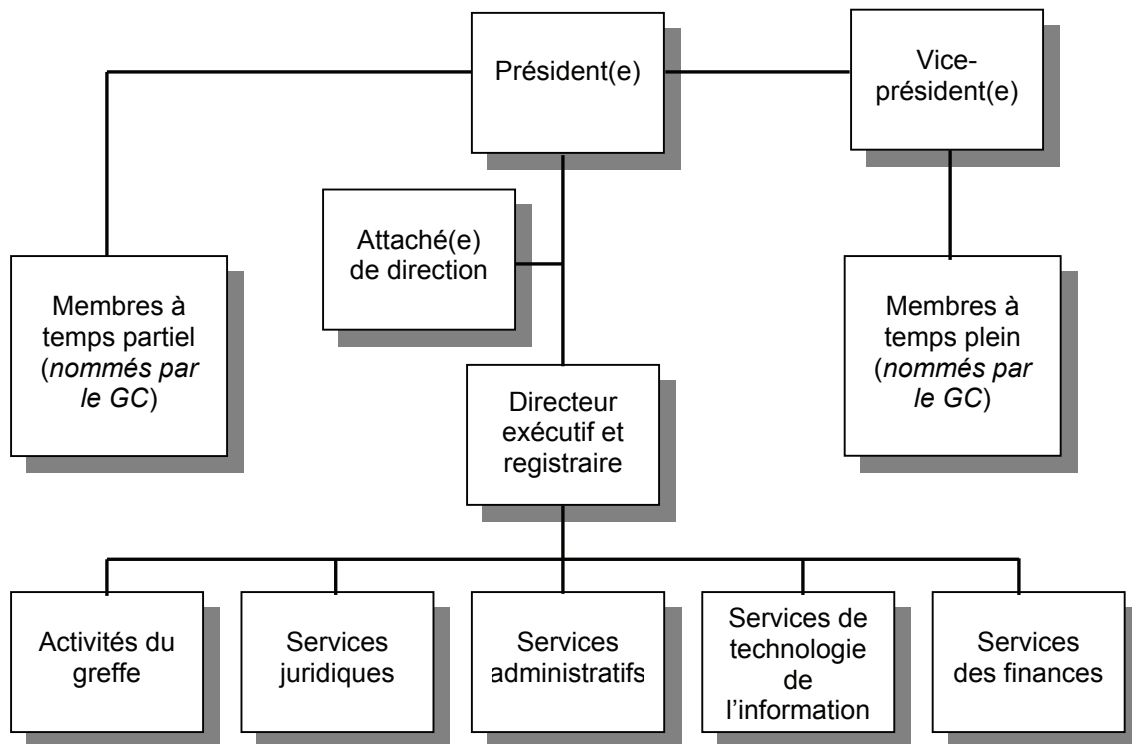 Président(e)
Vice-
président(e)
Attaché(e)
de direction
Membres à
temps partiel
(nommés par
le GC)
Membres à
temps plein
(nommés par
le GC)
Directeur
exécutif et
registraire
Activités du
greffe
Services
juridiques
Services
administratifs
Services de
technologie
de
l’information
Services
des finances